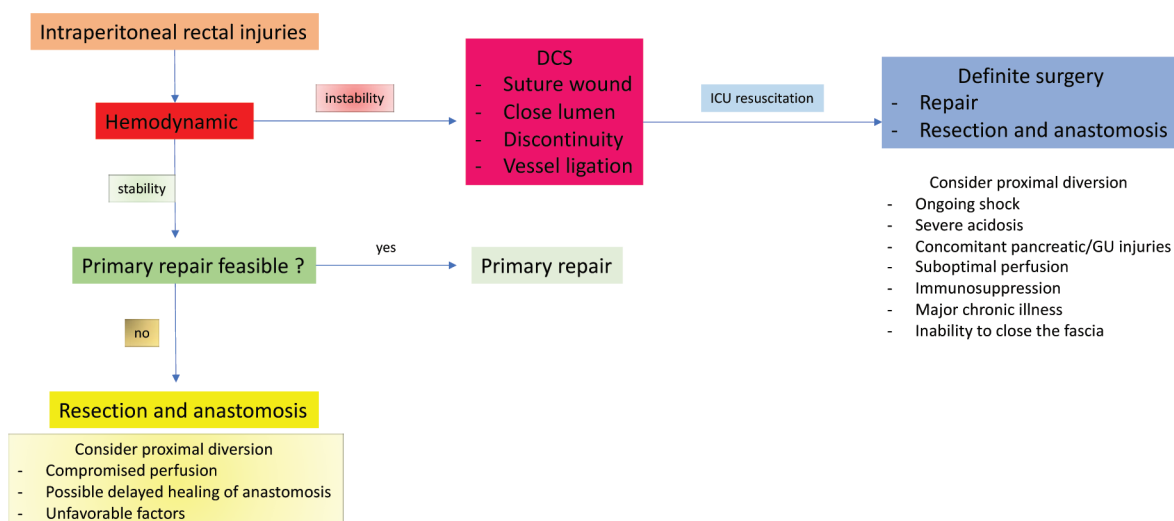 Intraperitoneal rectal injuries
Hemodynamic
instability
DCS
- Suture wound
- Close lumen
- Discontinuity
- Vessel ligation
ICU resuscitation
Definite surgery
- Repair
- Resection and anastomosis
Consider proximal diversion
- Ongoing shock
- Severe acidosis
- Concomitant pancreatic/GU injuries
- Suboptimal perfusion
- Immunosuppression
- Major chronic illness
- Inability to close the fascia
stability
Primary repair feasible ?
yes
Primary repair
no
Resection and anastomosis
Consider proximal diversion
- Compromised perfusion
- Possible delayed healing of anastomosis
- Unfavorable factors